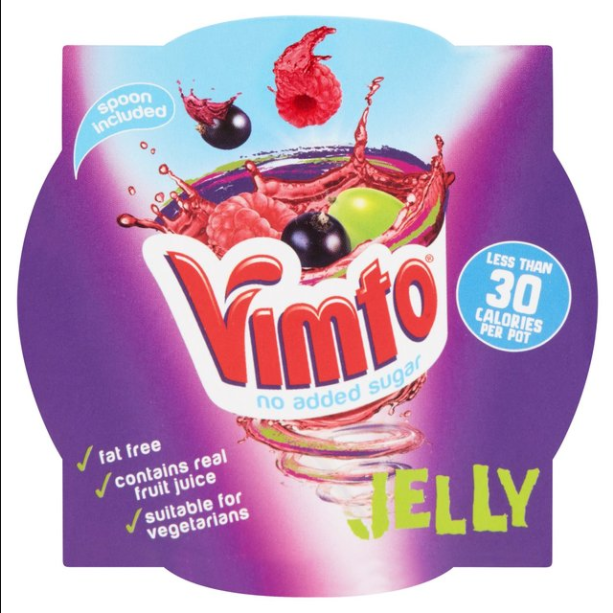 spoon
included
Vimto®
no added sugar
LESS THAN
30
CALORIES
PER POT
fat free
contains real
fruit juice
suitable for
vegetarians
JELLY